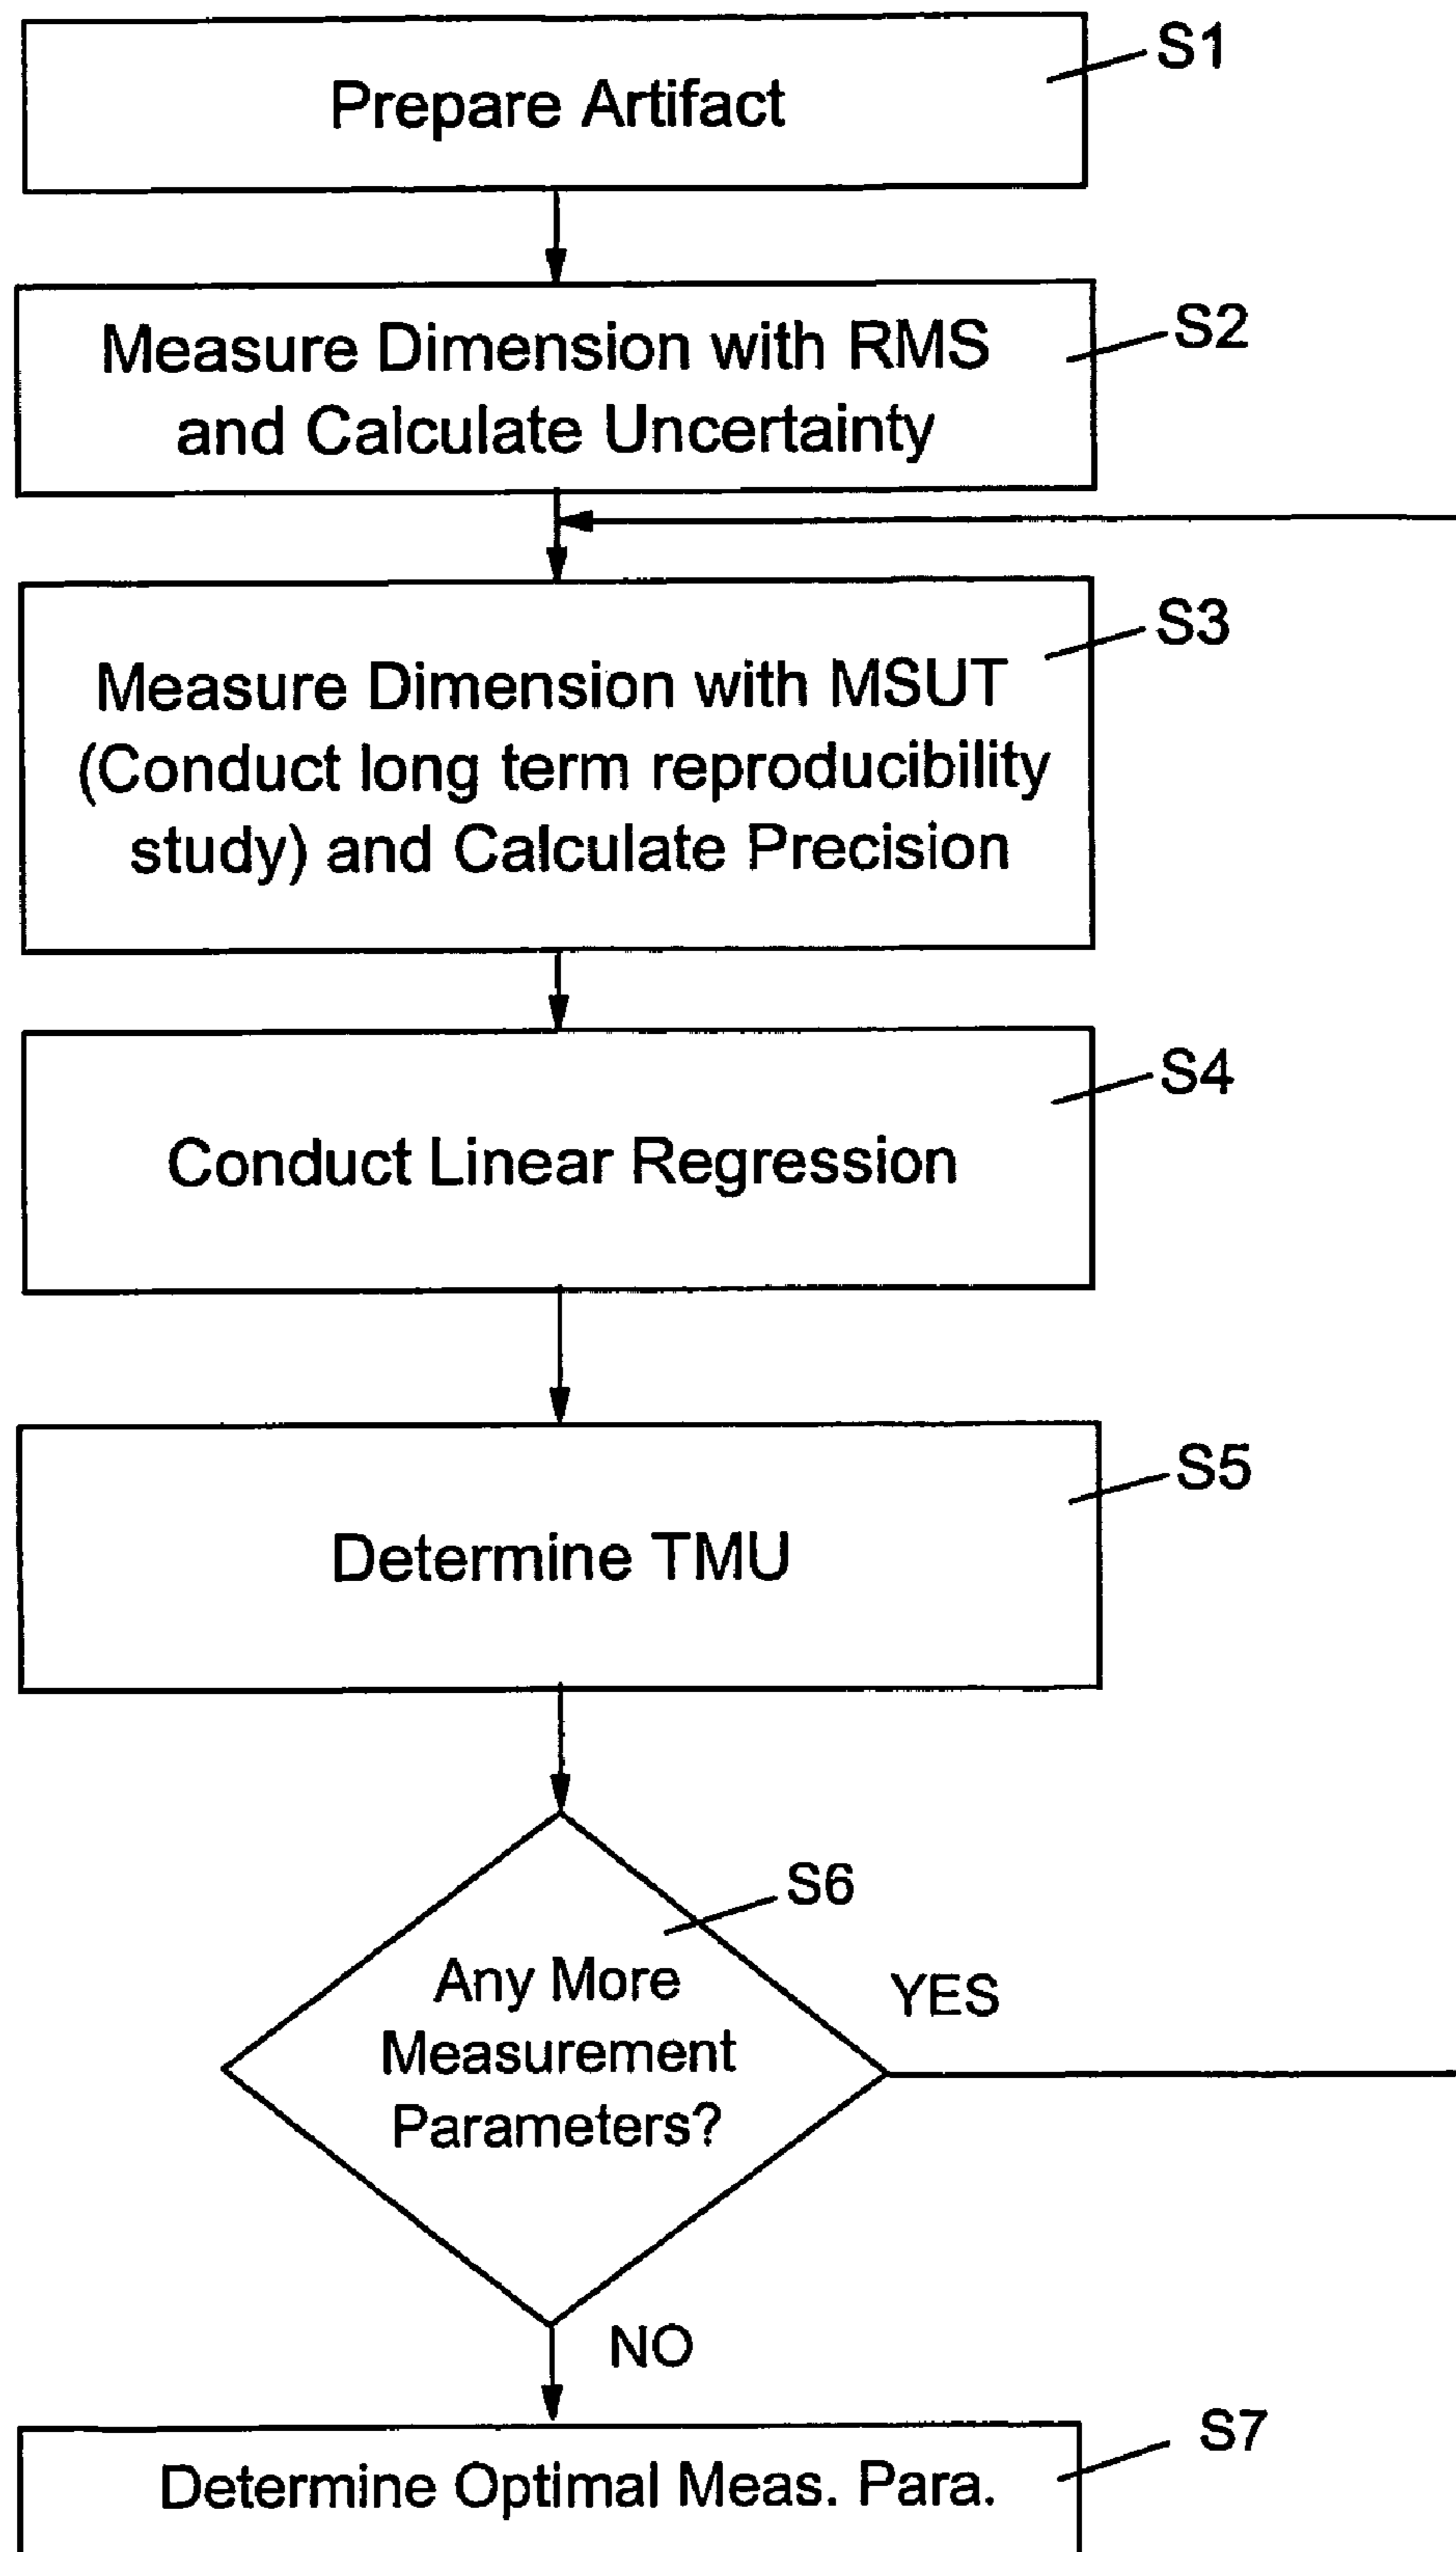 Prepare Artifact
S1
Measure Dimension with RMS
and Calculate Uncertainty
S2
Measure Dimension with MSUT
(Conduct long term reproducibility
study) and Calculate Precision
S3
Conduct Linear Regression
S4
Determine TMU
S5
Any More
Measurement
Parameters?
S6
YES
NO
Determine Optimal Meas. Para.
S7